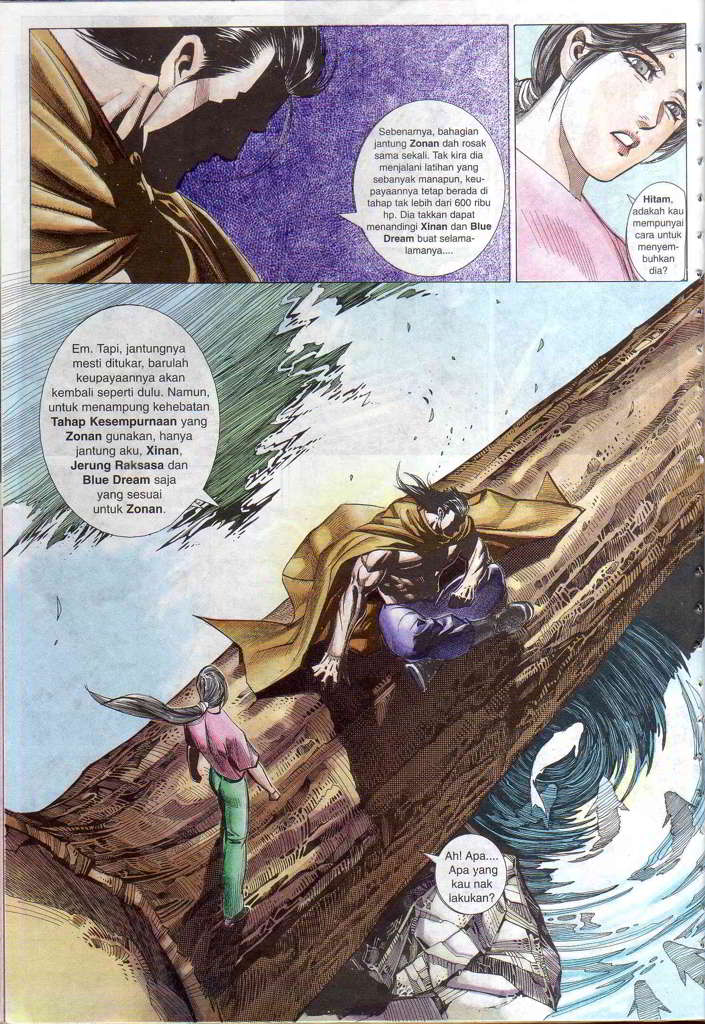 Sebenarnya, bahagian
jantung Zonan dah rosak
sama sekali. Tak kira dia
menjalani latihan yang
sebanyak manapun, keu-
payaannya tetap berada di
tahap tak lebih dari 600 ribu
hp. Dia takkan dapat
menandingi Xinan dan Blue
Dream buat selama-
lamanya....
Hitam,
adakah kau
mempunyai
cara untuk
menyem-
buhkan
dia?
Em. Tapi, jantungnya
mesti ditukar, barulah
keupayaannya akan
kembali seperti dulu. Namun,
untuk menampung kehebatan
Tahap Kesempurnaan yang
Zonan gunakan, hanya
jantung aku, Xinan,
Jerung Raksasa dan
Blue Dream saja
yang sesuai
untuk Zonan.
Ah! Apa....
Apa yang
kau nak
lakukan?